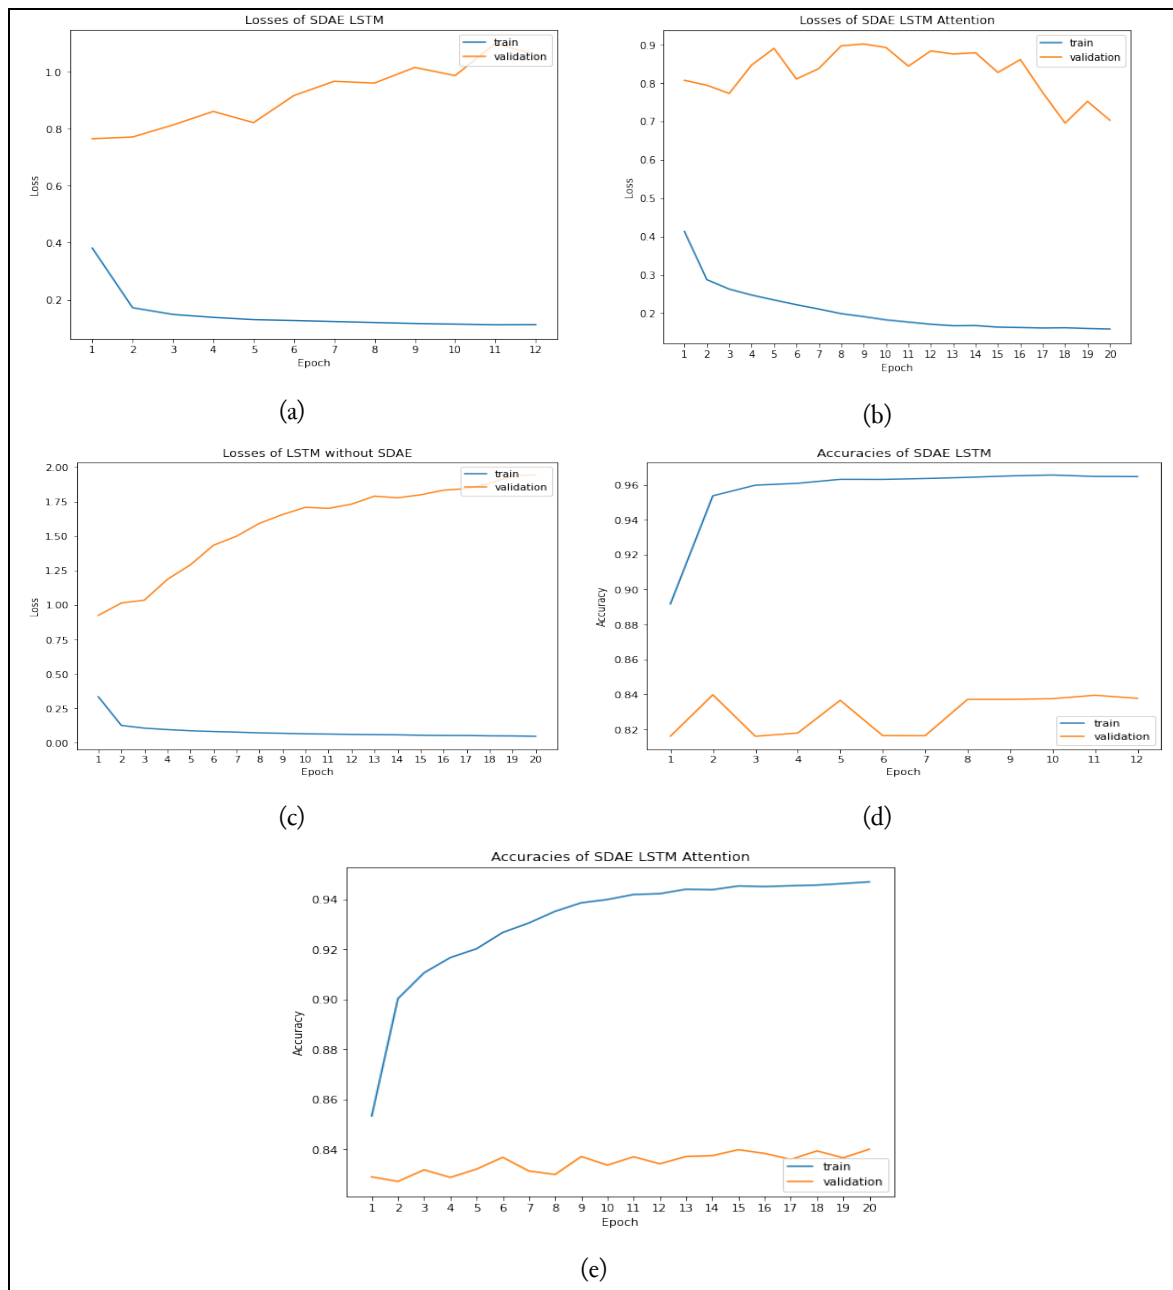 Losses of SDAE LSTM
train
validation
1.0
0.8
0.6
0.4
0.2
Loss
1 2 3 4 5 6 7 8 9 10 11 12
Epoch
(a)
Losses of SDAE LSTM Attention
train
validation
0.9
0.8
0.7
0.6
0.5
0.4
0.3
0.2
Loss
1 2 3 4 5 6 7 8 9 10 11 12 13 14 15 16 17 18 19 20
Epoch
(b)
Losses of LSTM without SDAE
train
validation
2.00
1.75
1.50
1.25
1.00
0.75
0.50
0.25
0.00
Loss
1 2 3 4 5 6 7 8 9 10 11 12 13 14 15 16 17 18 19 20
Epoch
(c)
Accuracies of SDAE LSTM
0.96
0.94
0.92
0.90
0.88
0.86
0.84
0.82
Accuracy
train
validation
1 2 3 4 5 6 7 8 9 10 11 12
Epoch
(d)
Accuracies of SDAE LSTM Attention
0.94
0.92
0.90
0.88
0.86
0.84
Accuracy
train
validation
1 2 3 4 5 6 7 8 9 10 11 12 13 14 15 16 17 18 19 20
Epoch
(e)